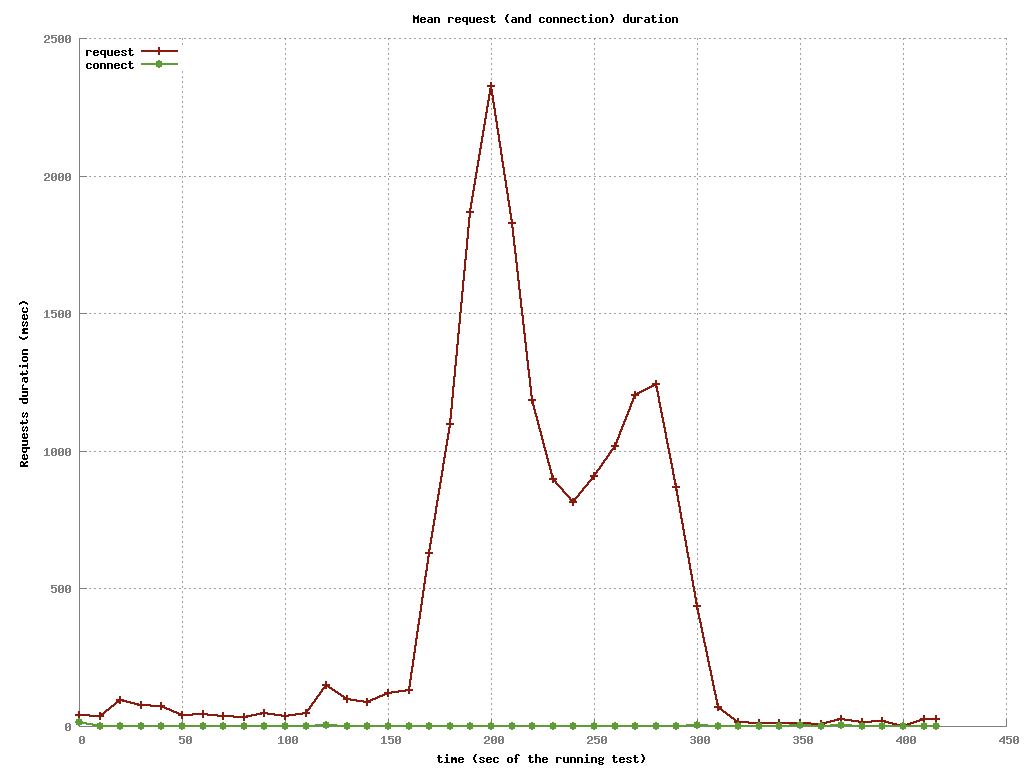 Mean request (and connection) duration
2500
request
connect
2000
1500
Requests duration (msec)
1000
500
0
0 50 100 150 200 250 300 350 400 450
time (sec of the running test)